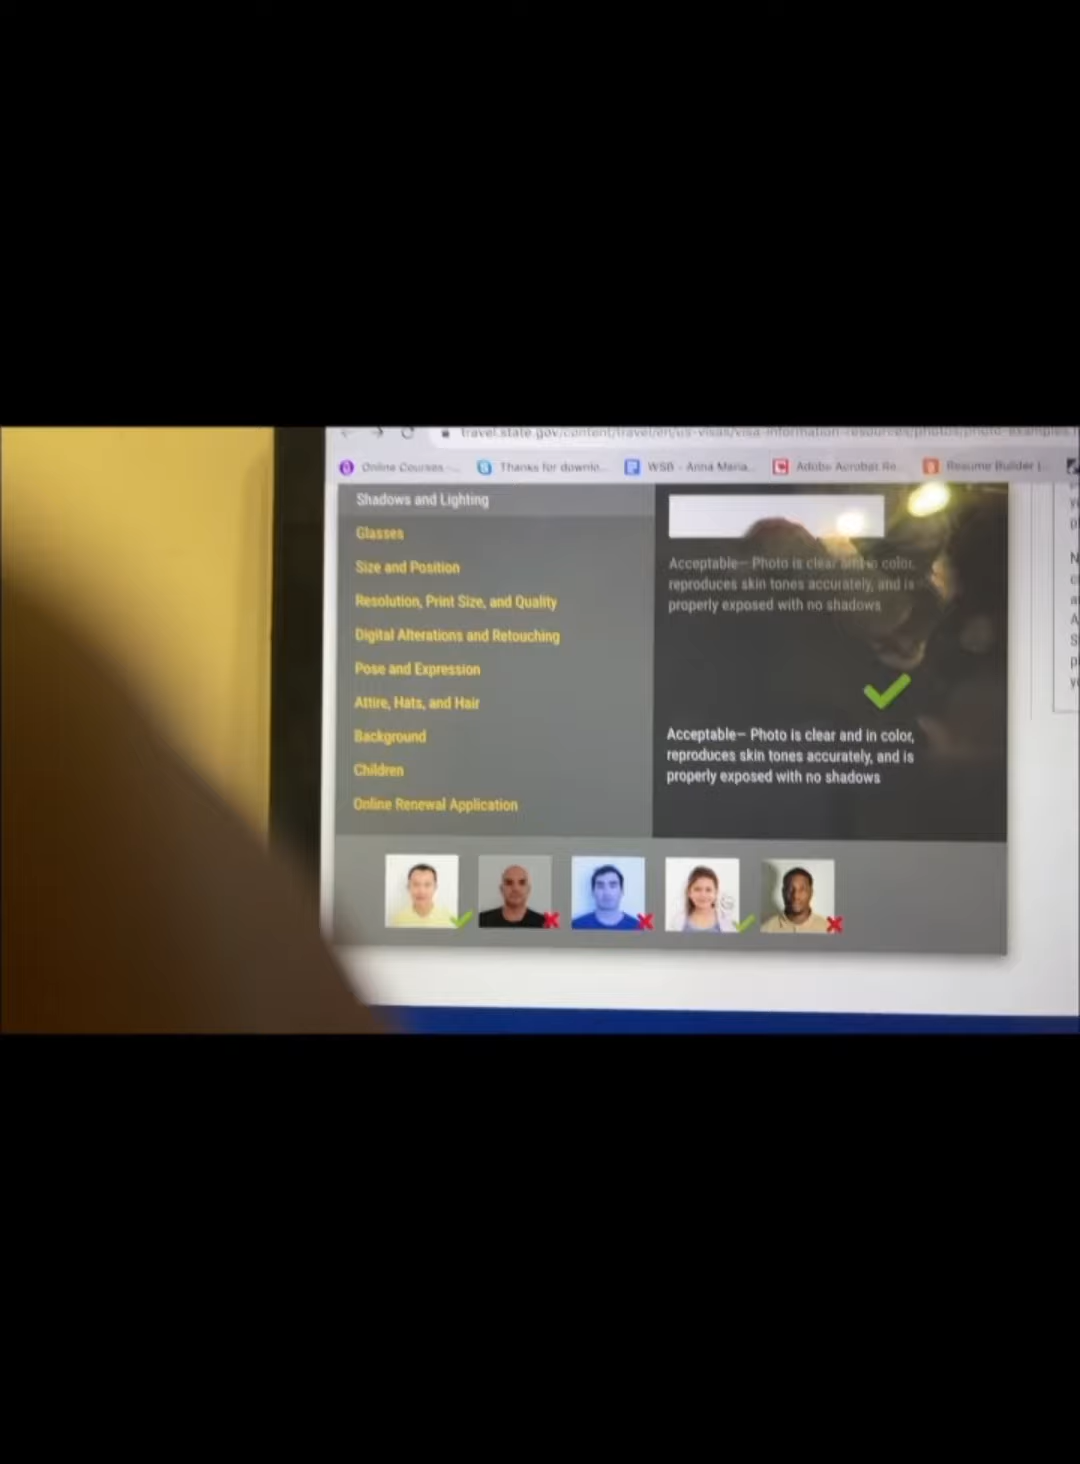 travel.state.gov/content/travel/en/us-visas/visa-information-resources/photos/photo-examples
Online Courses -...
Thanks for downlo...
WSB - Anna Maria...
Adobe Acrobat Re...
Resume Builder |...
Shadows and Lighting
Glasses
Size and Position
Resolution, Print Size, and Quality
Digital Alterations and Retouching
Pose and Expression
Attire, Hats, and Hair
Background
Children
Online Renewal Application
Acceptable— Photo is clear and in color,
reproduces skin tones accurately, and is
properly exposed with no shadows
Acceptable— Photo is clear and in color,
reproduces skin tones accurately, and is
properly exposed with no shadows